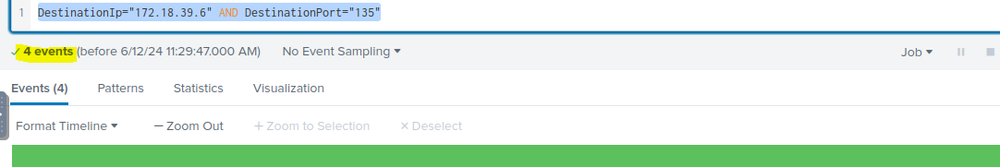 1 DestinationIp="172.18.39.6" AND DestinationPort="135"
✓ 4 events (before 6/12/24 11:29:47.000 AM) No Event Sampling ▾ Job ▾
Events (4) Patterns Statistics Visualization
Format Timeline ▾ — Zoom Out + Zoom to Selection × Deselect